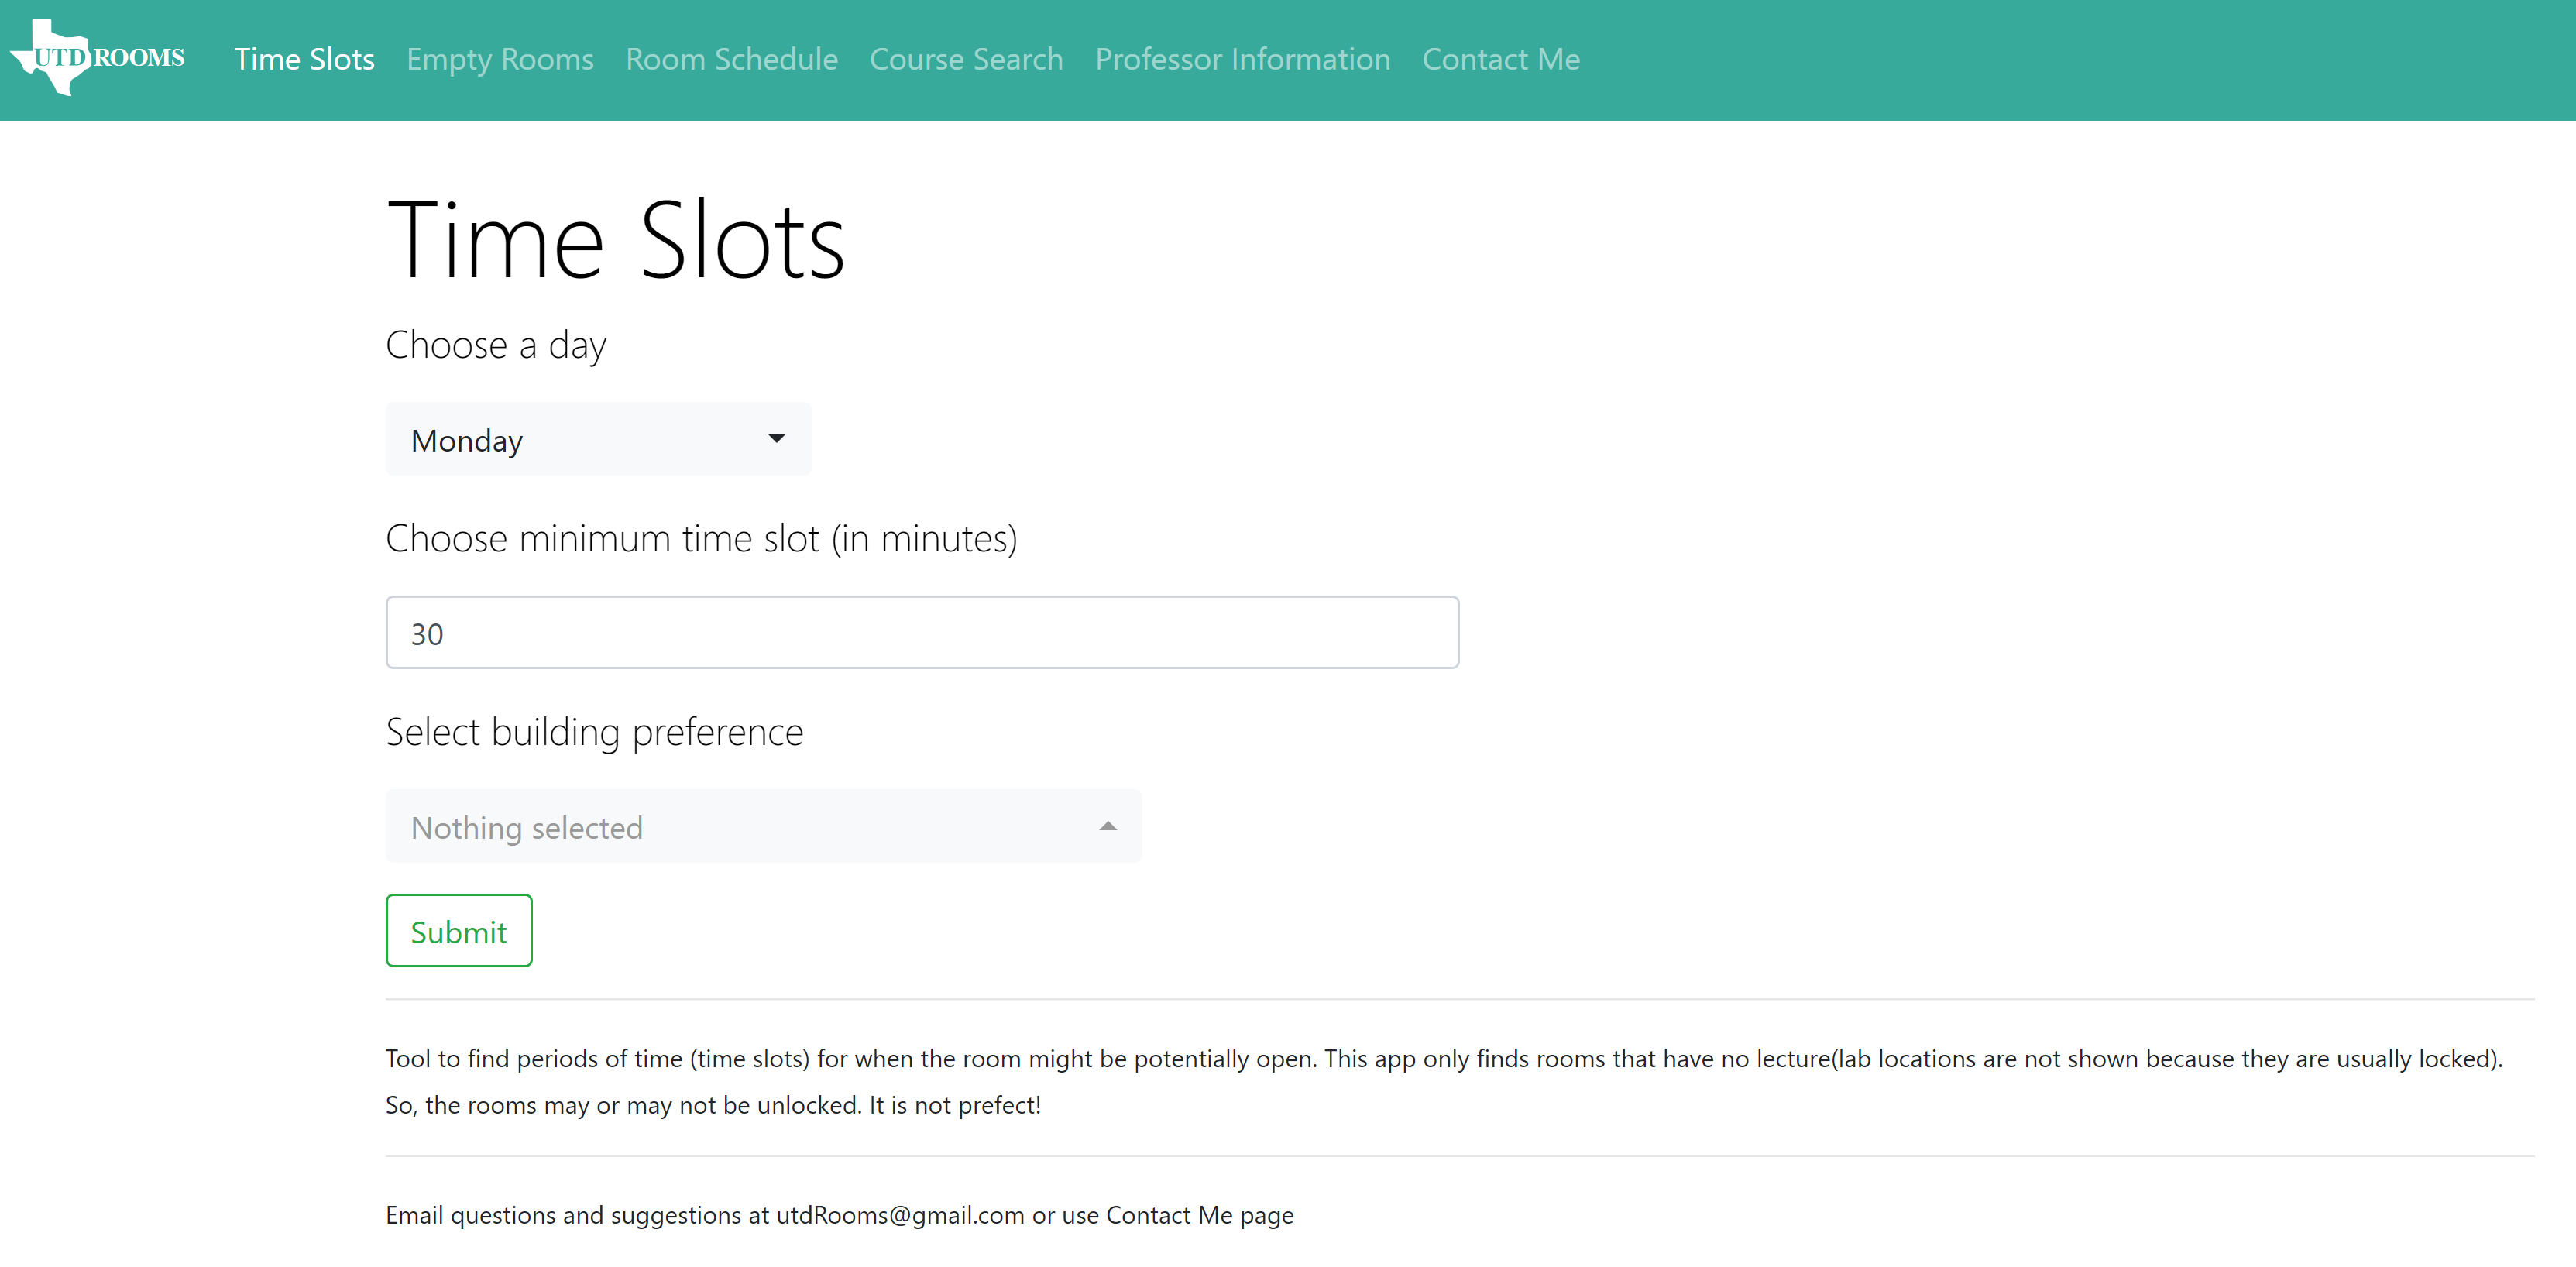 UTD ROOMS
Time Slots Empty Rooms Room Schedule Course Search Professor Information Contact Me
Time Slots
Choose a day
Monday
Choose minimum time slot (in minutes)
30
Select building preference
Nothing selected
Submit
Tool to find periods of time (time slots) for when the room might be potentially open. This app only finds rooms that have no lecture(lab locations are not shown because they are usually locked).
So, the rooms may or may not be unlocked. It is not prefect!
Email questions and suggestions at utdRooms@gmail.com or use Contact Me page